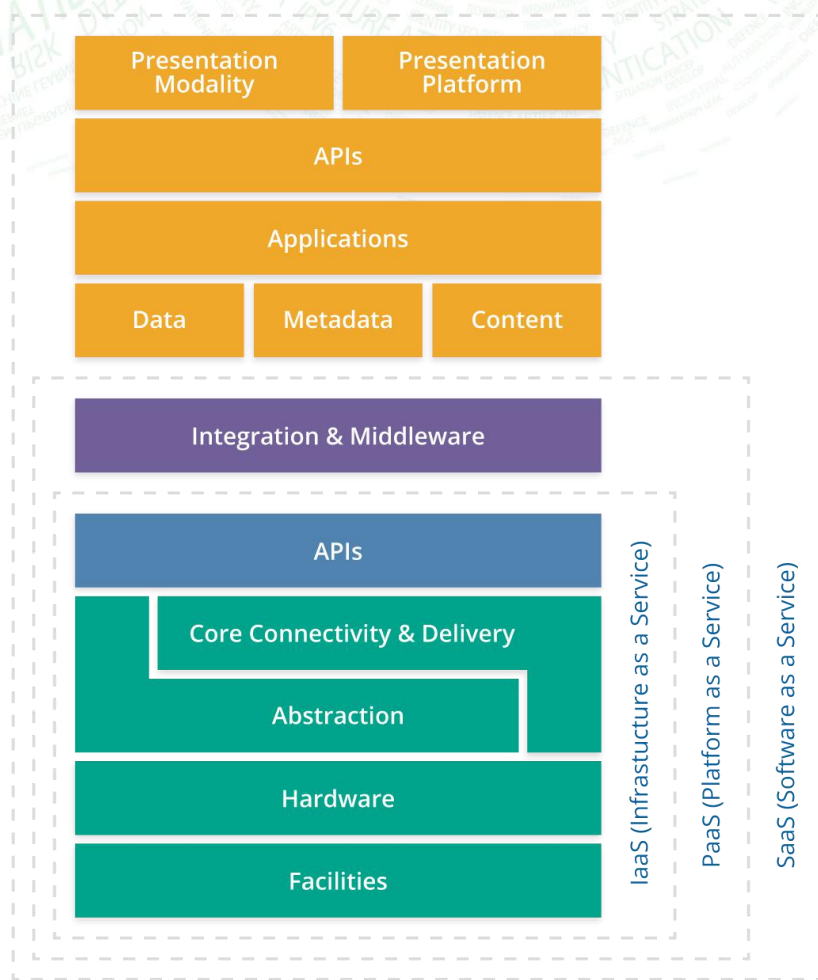 Presentation
Modality
Presentation
Platform
APIs
Applications
Data
Metadata
Content
Integration & Middleware
APIs
Core Connectivity & Delivery
Abstraction
Hardware
Facilities
IaaS (Infrastucture as a Service)
PaaS (Platform as a Service)
SaaS (Software as a Service)